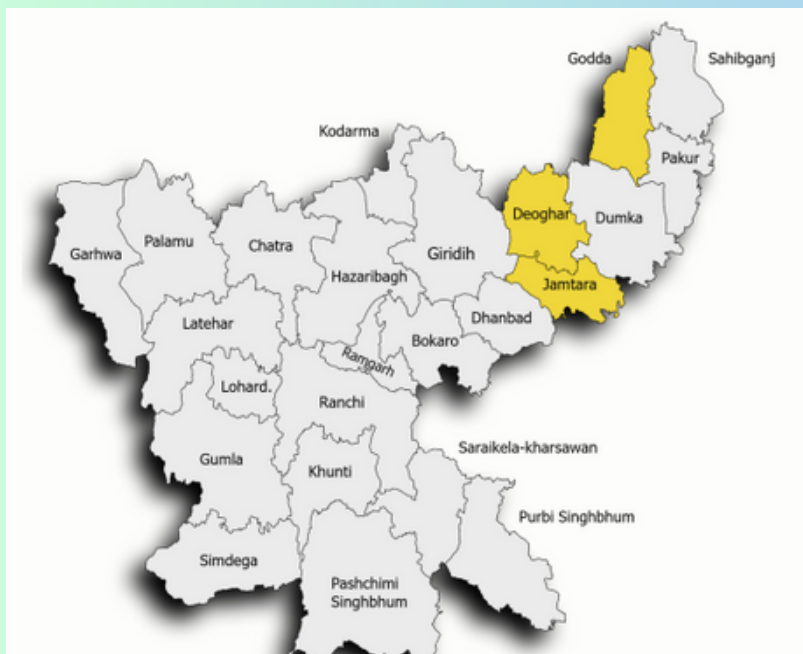 Godda
Sahibganj
Kodarma
Pakur
Deoghar
Dumka
Garhwa
Palamu
Chatra
Giridih
Hazaribagh
Jamtara
Latehar
Dhanbad
Bokaro
Ramgarh
Lohard.
Ranchi
Saraikela-kharsawan
Gumla
Khunti
Purbi Singhbhum
Simdega
Pashchimi
Singhbhum